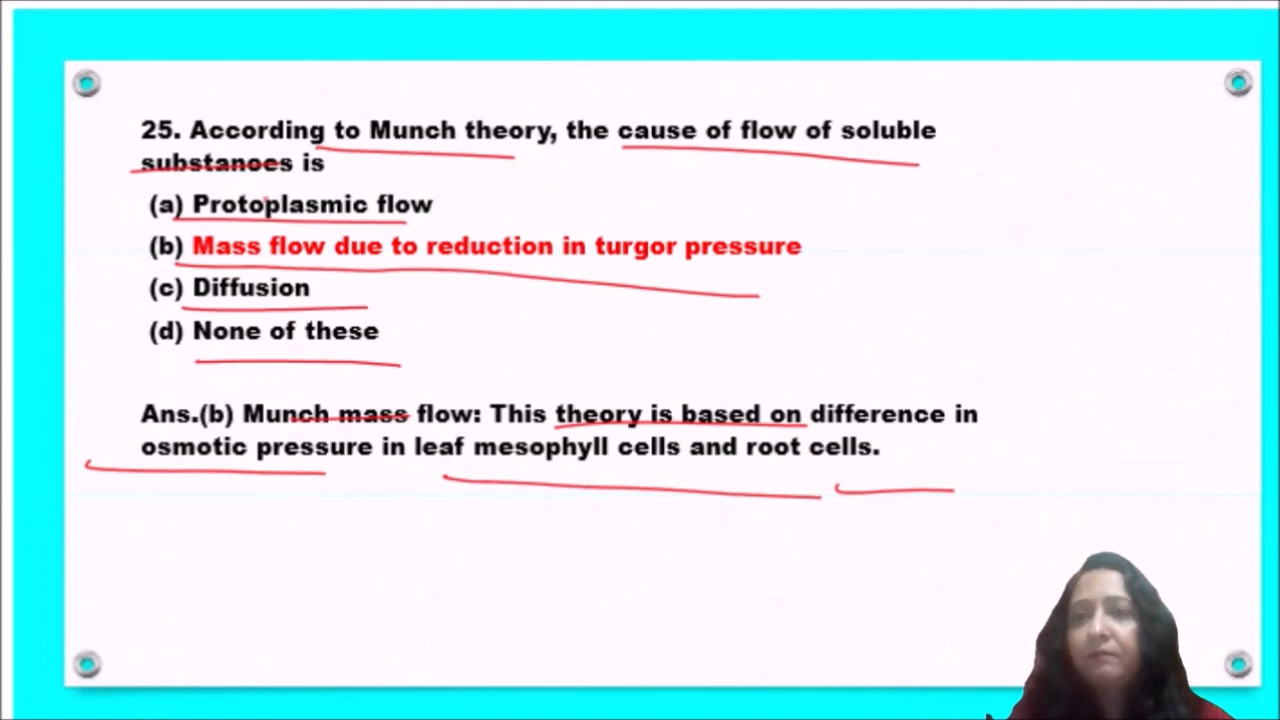 25. According to Munch theory, the cause of flow of soluble
substances is
(a) Protoplasmic flow
(b) Mass flow due to reduction in turgor pressure
(c) Diffusion
(d) None of these
Ans.(b) Munch mass flow: This theory is based on difference in
osmotic pressure in leaf mesophyll cells and root cells.